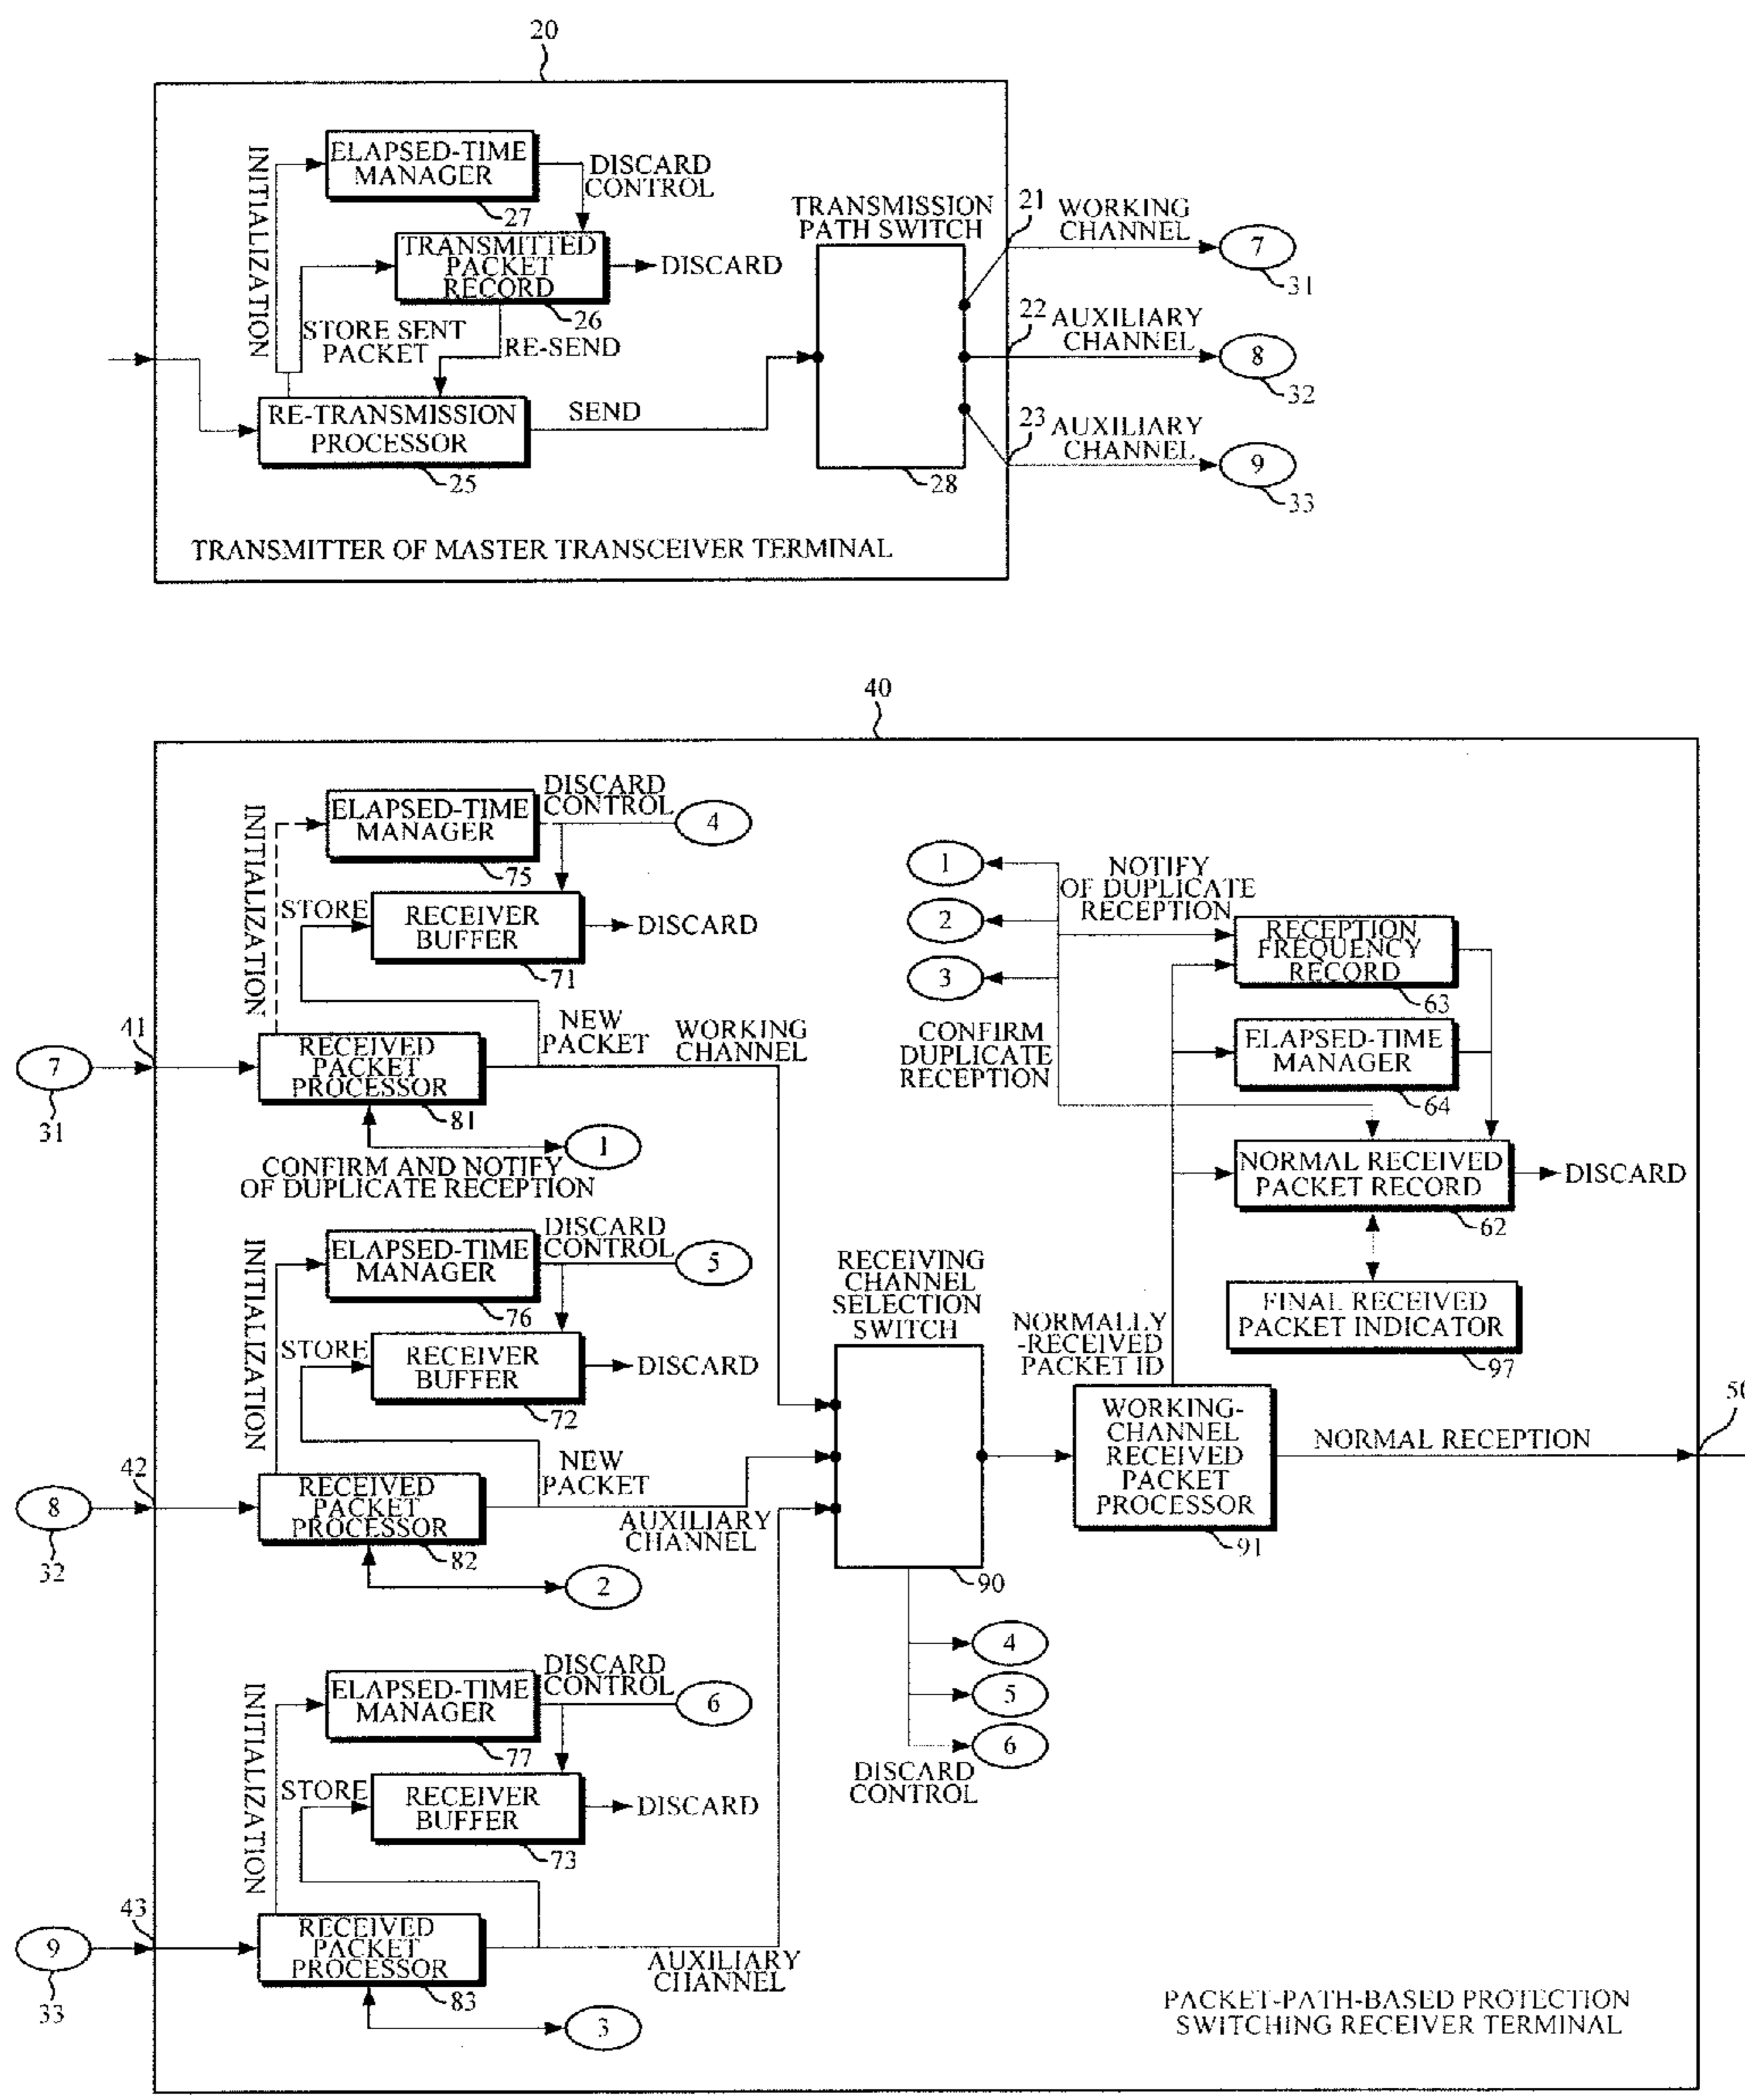 20
INITIALIZATION
ELAPSED-TIME
MANAGER
27
DISCARD
CONTROL
TRANSMITTED
PACKET
RECORD
26
DISCARD
STORE SENT
PACKET
RE-SEND
RE-TRANSMISSION
PROCESSOR
25
SEND
TRANSMISSION
PATH SWITCH
28
21
WORKING
CHANNEL
7
31
22
AUXILIARY
CHANNEL
8
32
23
AUXILIARY
CHANNEL
9
33
TRANSMITTER OF MASTER TRANSCEIVER TERMINAL
40
INITIALIZATION
ELAPSED-TIME
MANAGER
75
DISCARD
CONTROL
4
STORE
RECEIVER
BUFFER
71
DISCARD
NEW
PACKET
WORKING
CHANNEL
7
31
41
RECEIVED
PACKET
PROCESSOR
81
1
CONFIRM AND NOTIFY
OF DUPLICATE RECEPTION
INITIALIZATION
ELAPSED-TIME
MANAGER
76
DISCARD
CONTROL
5
STORE
RECEIVER
BUFFER
72
DISCARD
NEW
PACKET
AUXILIARY
CHANNEL
8
32
42
RECEIVED
PACKET
PROCESSOR
82
2
INITIALIZATION
ELAPSED-TIME
MANAGER
77
DISCARD
CONTROL
6
STORE
RECEIVER
BUFFER
73
DISCARD
9
33
43
RECEIVED
PACKET
PROCESSOR
83
AUXILIARY
CHANNEL
3
RECEIVING
CHANNEL
SELECTION
SWITCH
90
4
5
6
DISCARD
CONTROL
1
2
3
NOTIFY
OF DUPLICATE
RECEPTION
CONFIRM
DUPLICATE
RECEPTION
RECEPTION
FREQUENCY
RECORD
63
ELAPSED-TIME
MANAGER
64
NORMAL RECEIVED
PACKET RECORD
62
DISCARD
FINAL RECEIVED
PACKET INDICATOR
97
NORMALLY
-RECEIVED
PACKET ID
WORKING-
CHANNEL
RECEIVED
PACKET
PROCESSOR
91
NORMAL RECEPTION
50
PACKET-PATH-BASED PROTECTION
SWITCHING RECEIVER TERMINAL